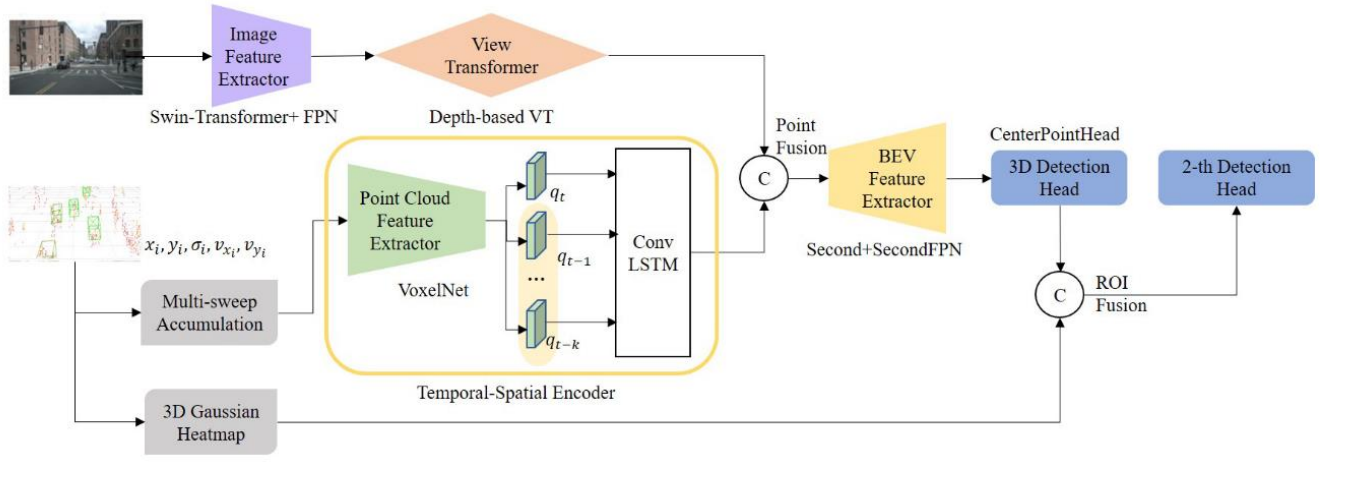 Image
Feature
Extractor
Swin-Transformer+ FPN
View
Transformer
Depth-based VT
Point
Fusion
C
BEV
Feature
Extractor
Second+SecondFPN
CenterPointHead
3D Detection
Head
2-th Detection
Head
C
ROI
Fusion
$x_i, y_i, \sigma_i, v_{x_i}, v_{y_i}$
Multi-sweep
Accumulation
Point Cloud
Feature
Extractor
VoxelNet
$q_t$
$q_{t-1}$
...
$q_{t-k}$
Conv
LSTM
Temporal-Spatial Encoder
3D Gaussian
Heatmap